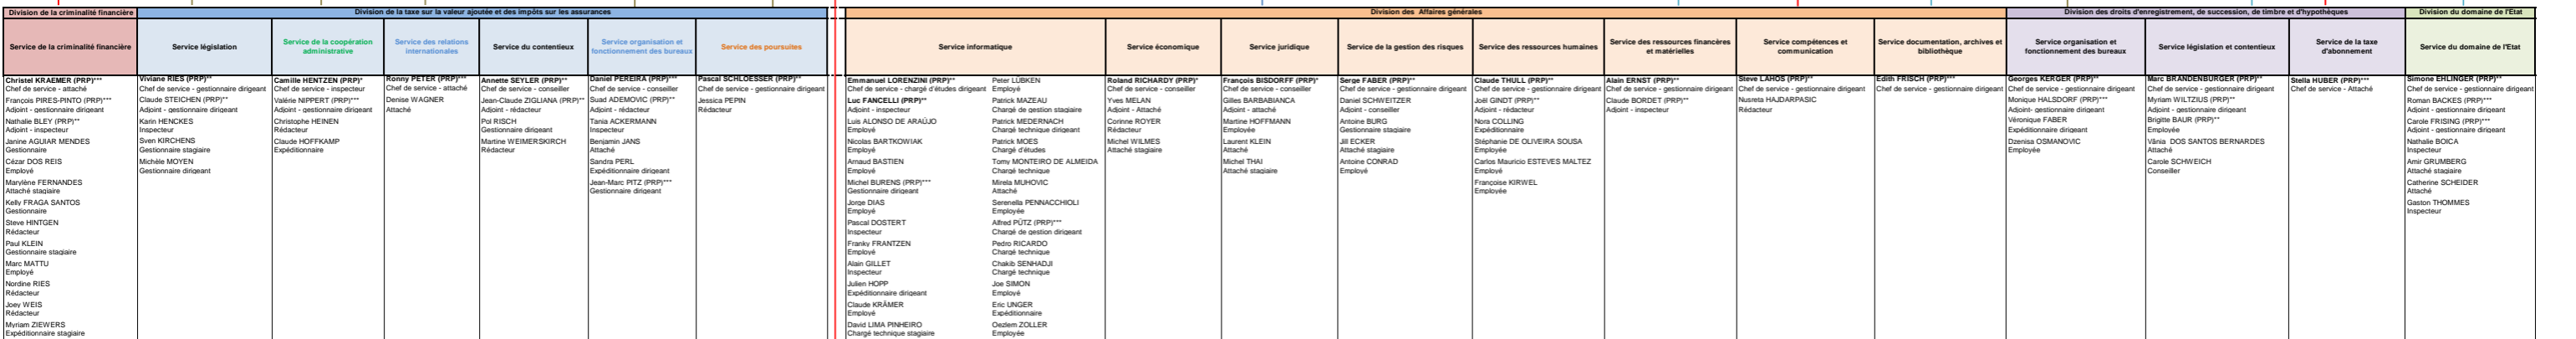 Division de la criminalité financière
Service de la criminalité financière
Christel KRAEMER (PRP)***
Chef de service - attaché
François PIRES-PINTO (PRP)***
Adjoint - gestionnaire dirigeant
Nathalie BLEY (PRP)**
Adjoint - inspecteur
Janine AGUIAR MENDES
Gestionnaire
Cézar DOS REIS
Employé
Marylène FERNANDES
Attaché stagiaire
Kelly FRAGA SANTOS
Gestionnaire
Steve HINTGEN
Rédacteur
Paul KLEIN
Gestionnaire stagiaire
Marc MATTU
Employé
Nordine RIES
Rédacteur
Joey WEIS
Rédacteur
Myriam ZIEWERS
Expéditionnaire stagiaire
Division de la taxe sur la valeur ajoutée et des impôts sur les assurances
Service législation
Viviane RIES (PRP)**
Chef de service - gestionnaire dirigeant
Claude STEICHEN (PRP)**
Adjoint - gestionnaire dirigeant
Karin HENCKES
Inspecteur
Sven KIRCHENS
Gestionnaire stagiaire
Michèle MOYEN
Gestionnaire dirigeant
Service de la coopération
administrative
Camille HENTZEN (PRP)*
Chef de service - inspecteur
Valérie NIPPERT (PRP)***
Adjoint - gestionnaire dirigeant
Christophe HEINEN
Rédacteur
Claude HOFFKAMP
Expéditionnaire
Service des relations
internationales
Ronny PETER (PRP)***
Chef de service - attaché
Denise WAGNER
Attaché
Service du contentieux
Annette SEYLER (PRP)**
Chef de service - conseiller
Jean-Claude ZIGLIANA (PRP)**
Adjoint - rédacteur
Pol RISCH
Gestionnaire dirigeant
Martine WEIMERSKIRCH
Rédacteur
Service organisation et
fonctionnement des bureaux
Daniel PEREIRA (PRP)***
Chef de service - conseiller
Suad ADEMOVIC (PRP)**
Adjoint - rédacteur
Tania ACKERMANN
Inspecteur
Benjamin JANS
Attaché
Sandra PERL
Expéditionnaire dirigeant
Jean-Marc PITZ (PRP)***
Gestionnaire dirigeant
Service des poursuites
Pascal SCHLOESSER (PRP)**
Chef de service - gestionnaire dirigeant
Jessica PEPIN
Rédacteur
Division des Affaires générales
Service informatique
Emmanuel LORENZINI (PRP)**
Chef de service - chargé d'études dirigeant
Luc FANCELLI (PRP)**
Adjoint - inspecteur
Luis ALONSO DE ARAÚJO
Employé
Nicolas BARTKOWIAK
Employé
Arnaud BASTIEN
Employé
Michel BURENS (PRP)***
Gestionnaire dirigeant
Jorge DIAS
Employé
Pascal DOSTERT
Inspecteur
Franky FRANTZEN
Employé
Alain GILLET
Inspecteur
Julien HOPP
Expéditionnaire dirigeant
Claude KRÄMER
Employé
David LIMA PINHEIRO
Chargé technique stagiaire
Peter LÜBKEN
Employé
Patrick MAZEAU
Chargé de gestion stagiaire
Patrick MEDERNACH
Chargé technique dirigeant
Patrick MOES
Chargé d'études
Tomy MONTEIRO DE ALMEIDA
Chargé technique
Mirela MUHOVIC
Attaché
Serenella PENNACCHIOLI
Employée
Alfred PÜTZ (PRP)***
Chargé de gestion dirigeant
Pedro RICARDO
Chargé technique
Chakib SENHADJI
Chargé technique
Joe SIMON
Employé
Eric UNGER
Expéditionnaire
Oezlem ZOLLER
Employée
Service économique
Roland RICHARDY (PRP)*
Chef de service - conseiller
Yves MELAN
Adjoint - Attaché
Corinne ROYER
Rédacteur
Michel WILMES
Attaché stagiaire
Service juridique
François BISDORFF (PRP)*
Chef de service - conseiller
Gilles BARBABIANCA
Adjoint - attaché
Martine HOFFMANN
Employée
Laurent KLEIN
Attaché
Michel THAI
Attaché stagiaire
Service de la gestion des risques
Serge FABER (PRP)**
Chef de service - gestionnaire dirigeant
Daniel SCHWEITZER
Adjoint - conseiller
Antoine BURG
Gestionnaire stagiaire
Jill ECKER
Attaché stagiaire
Antoine CONRAD
Employé
Service des ressources humaines
Claude THULL (PRP)**
Chef de service - gestionnaire dirigeant
Joël GINDT (PRP)**
Adjoint - rédacteur
Nora COLLING
Expéditionnaire
Stéphanie DE OLIVEIRA SOUSA
Employée
Carlos Mauricio ESTEVES MALTEZ
Employé
Françoise KIRWEL
Employée
Service des ressources financières
et matérielles
Alain ERNST (PRP)**
Chef de service - gestionnaire dirigeant
Claude BORDET (PRP)**
Adjoint - inspecteur
Service compétences et
communication
Steve LAHOS (PRP)**
Chef de service - gestionnaire dirigeant
Nusreta HAJDARPASIC
Rédacteur
Service documentation, archives et
bibliothèque
Edith FRISCH (PRP)***
Chef de service - gestionnaire dirigeant
Division des droits d'enregistrement, de succession, de timbre et d'hypothèques
Service organisation et
fonctionnement des bureaux
Georges KERGER (PRP)**
Chef de service - gestionnaire dirigeant
Monique HALSDORF (PRP)***
Adjoint- gestionnaire dirigeant
Véronique FABER
Expéditionnaire dirigeant
Dzenisa OSMANOVIC
Employée
Service législation et contentieux
Marc BRANDENBURGER (PRP)**
Chef de service - gestionnaire dirigeant
Myriam WILTZIUS (PRP)**
Adjoint - gestionnaire dirigeant
Brigitte BAUR (PRP)**
Employée
Vânia DOS SANTOS BERNARDES
Attaché
Carole SCHWEICH
Conseiller
Service de la taxe
d'abonnement
Stella HUBER (PRP)***
Chef de service - Attaché
Division du domaine de l'Etat
Service du domaine de l'Etat
Simone EHLINGER (PRP)**
Chef de service - gestionnaire dirigeant
Roman BACKES (PRP)***
Adjoint - gestionnaire dirigeant
Carole FRISING (PRP)***
Adjoint - gestionnaire dirigeant
Nathalie BOICA
Inspecteur
Amir GRUMBERG
Attaché stagiaire
Catherine SCHEIDER
Attaché
Gaston THOMMES
Inspecteur